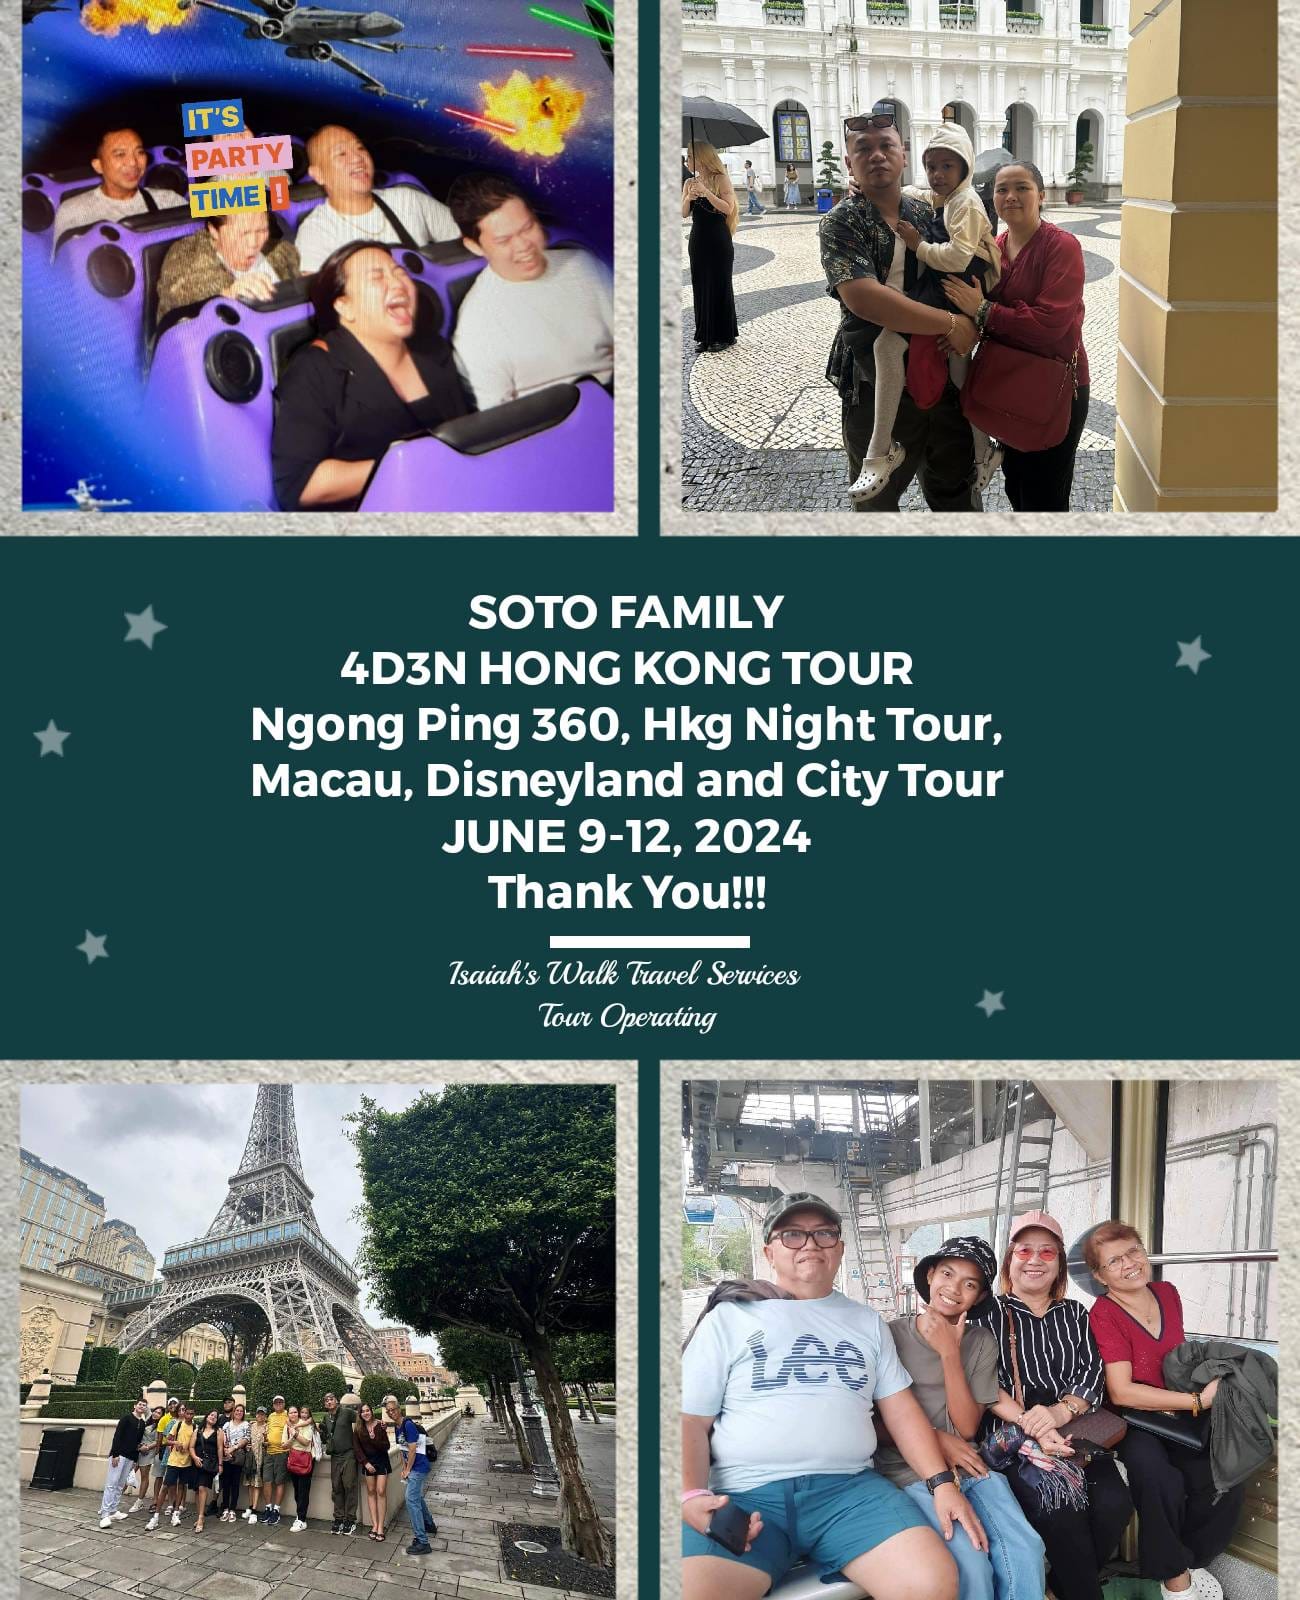 IT'S
PARTY
TIME !
SOTO FAMILY
4D3N HONG KONG TOUR
Ngong Ping 360, Hkg Night Tour,
Macau, Disneyland and City Tour
JUNE 9-12, 2024
Thank You!!!
Isaiah's Walk Travel Services
Tour Operating
Lee